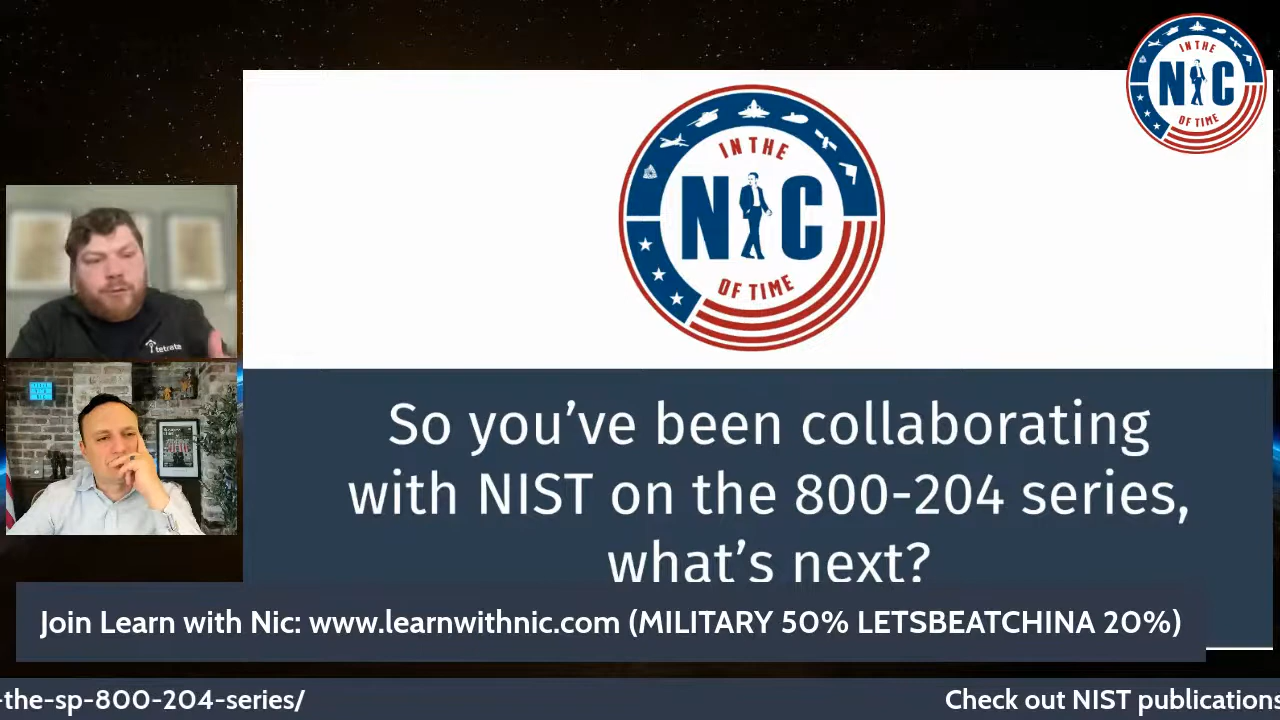 IN THE
NIC
OF TIME
IN THE
NIC
OF TIME
tetrate
So you’ve been collaborating
with NIST on the 800-204 series,
what’s next?
Join Learn with Nic: www.learnwithnic.com (MILITARY 50% LETSBEATCHINA 20%)
-the-sp-800-204-series/
Check out NIST publications